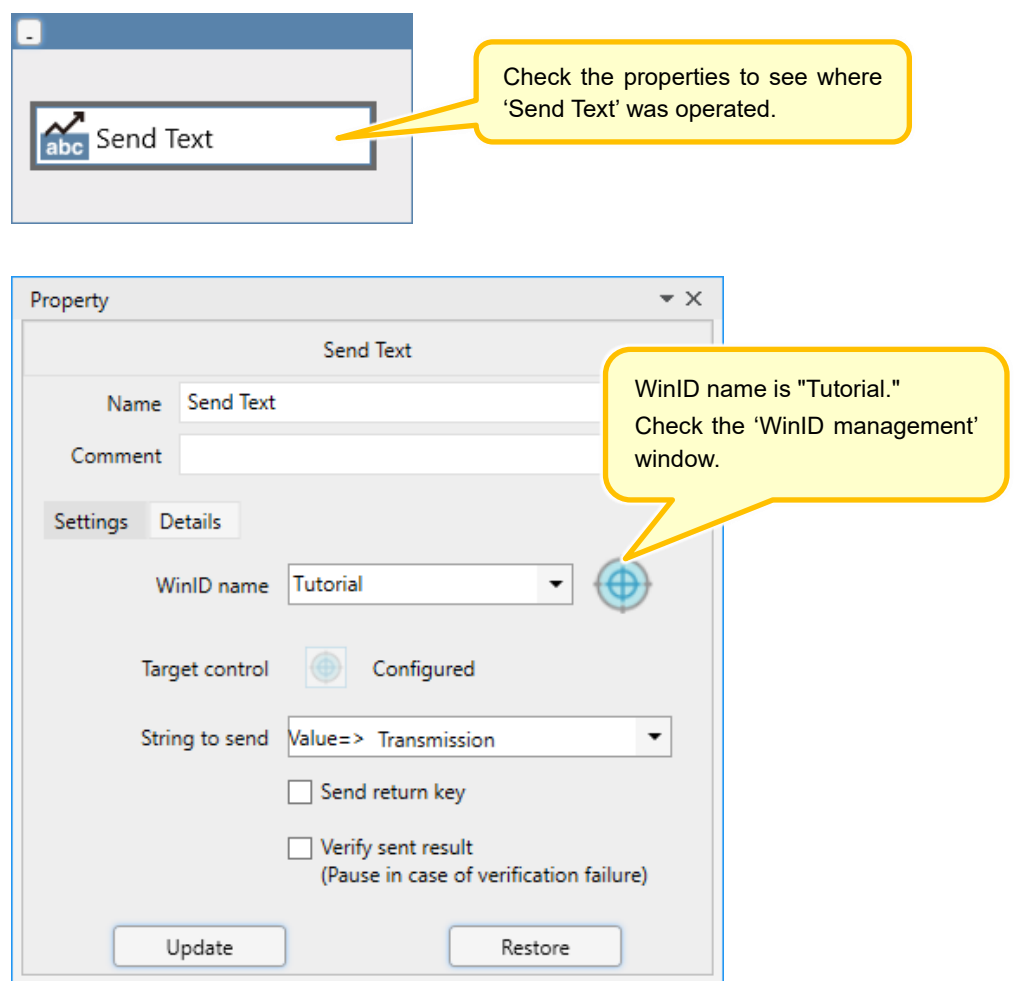 Check the properties to see where
‘Send Text’ was operated.
abc Send Text
Property
Send Text
WinID name is "Tutorial."
Check the ‘WinID management’
window.
Name Send Text
Comment
Settings Details
WinID name Tutorial
Target control Configured
String to send Value=> Transmission
Send return key
Verify sent result
(Pause in case of verification failure)
Update Restore